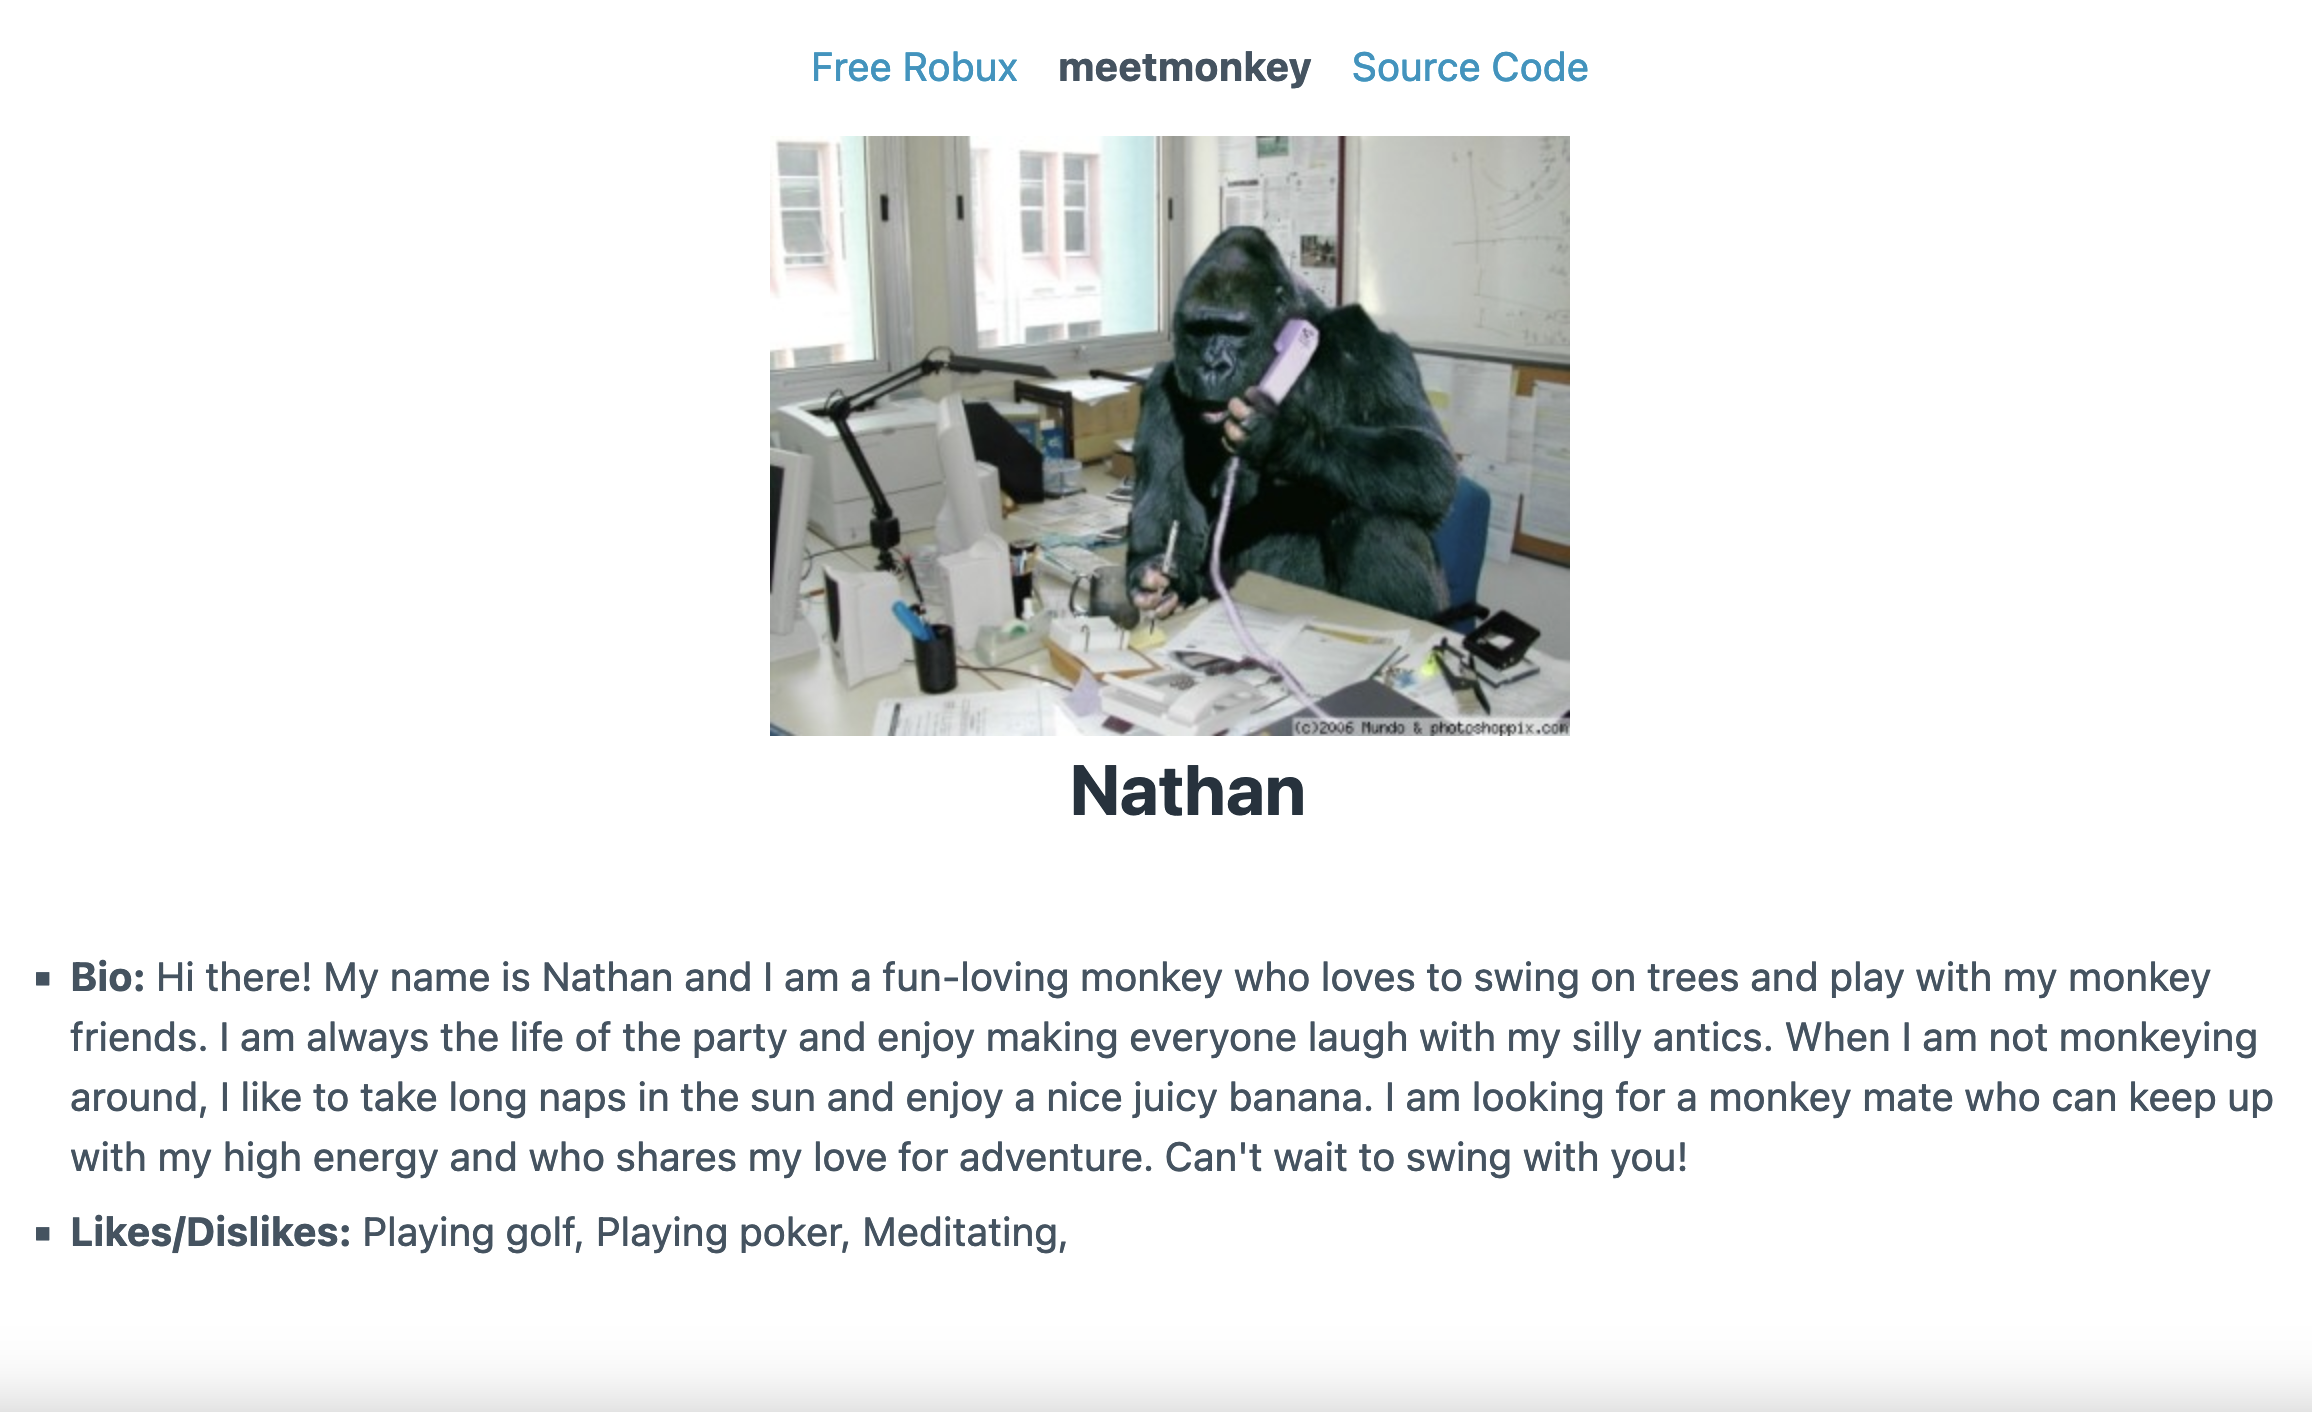 Free Robux meetmonkey Source Code
(c)2006 Mundo & photoshoppix.com
Nathan
Bio: Hi there! My name is Nathan and I am a fun-loving monkey who loves to swing on trees and play with my monkey
friends. I am always the life of the party and enjoy making everyone laugh with my silly antics. When I am not monkeying
around, I like to take long naps in the sun and enjoy a nice juicy banana. I am looking for a monkey mate who can keep up
with my high energy and who shares my love for adventure. Can't wait to swing with you!
Likes/Dislikes: Playing golf, Playing poker, Meditating,